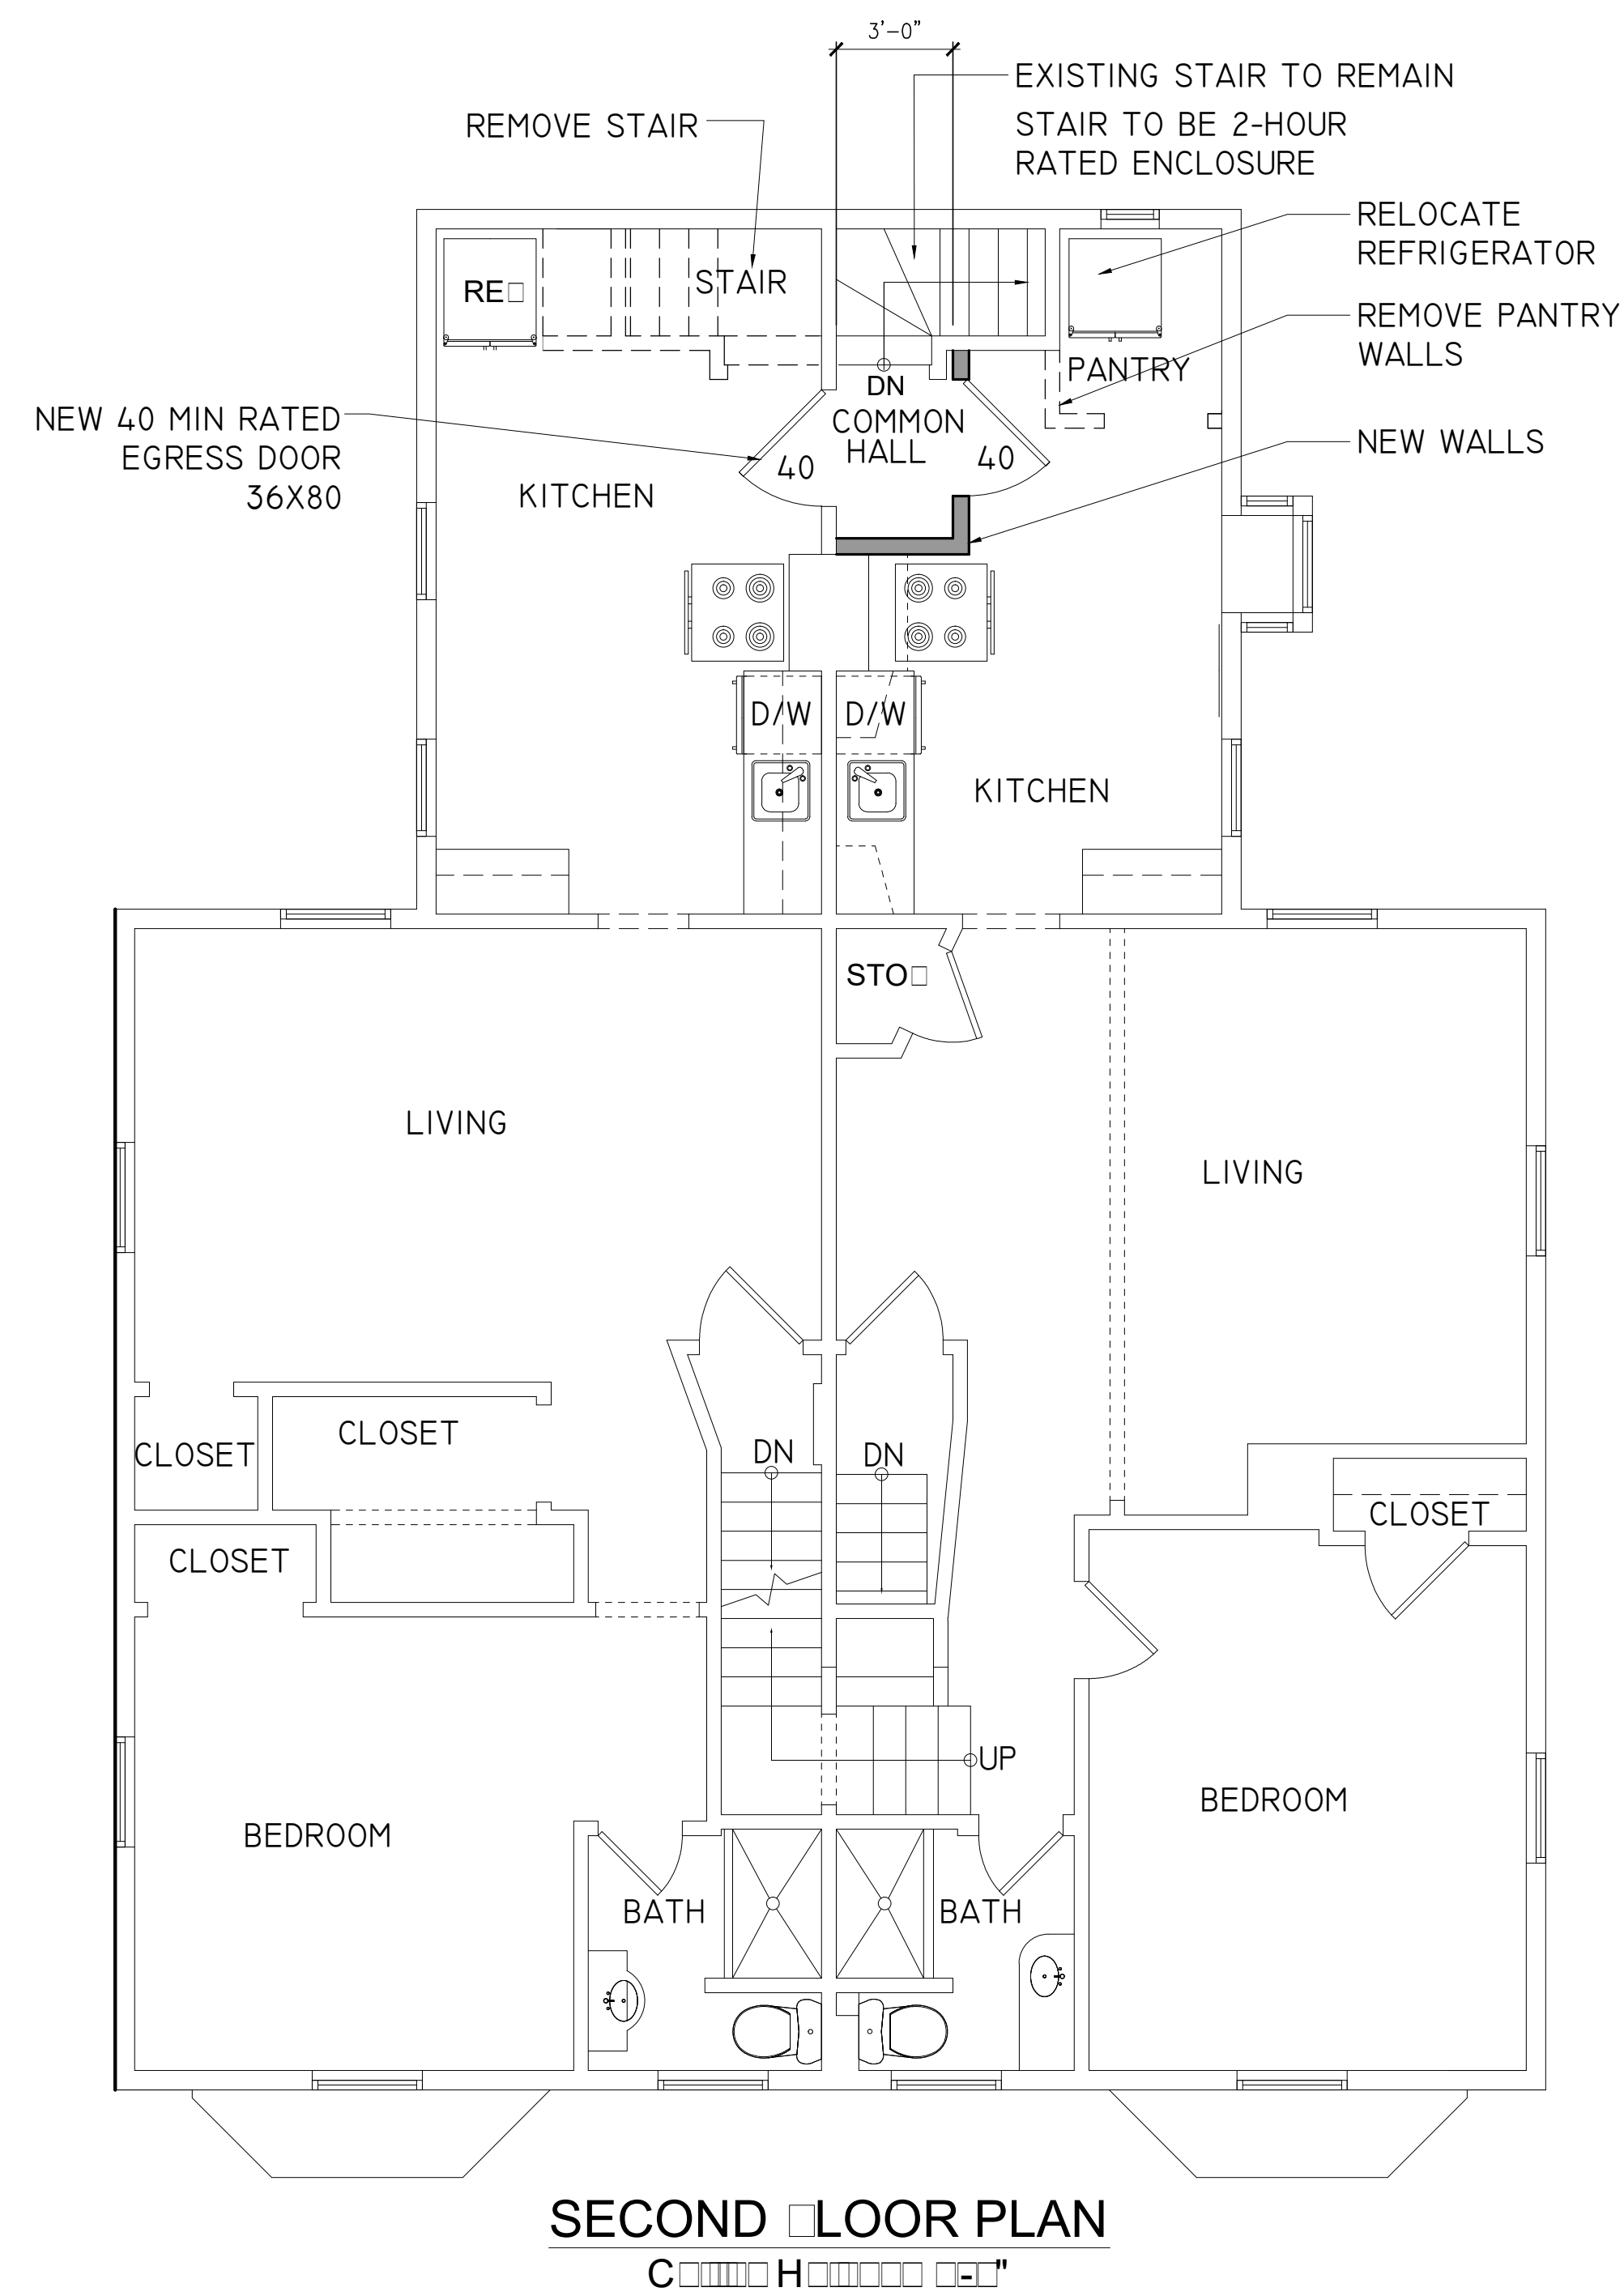 3'-0"
EXISTING STAIR TO REMAIN
STAIR TO BE 2-HOUR
RATED ENCLOSURE
REMOVE STAIR
RELOCATE
REFRIGERATOR
REMOVE PANTRY
WALLS
NEW WALLS
NEW 40 MIN RATED
EGRESS DOOR
36X80
RE□
STAIR
PANTRY
DN
COMMON
HALL
40
40
KITCHEN
D/W
D/W
KITCHEN
STO□
LIVING
LIVING
CLOSET
CLOSET
DN
DN
CLOSET
CLOSET
UP
BEDROOM
BEDROOM
BATH
BATH
SECOND □LOOR PLAN